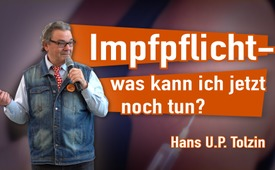 Impfpflicht-
was kann ich jetzt
noch tun?
Hans U.P. Tolzin